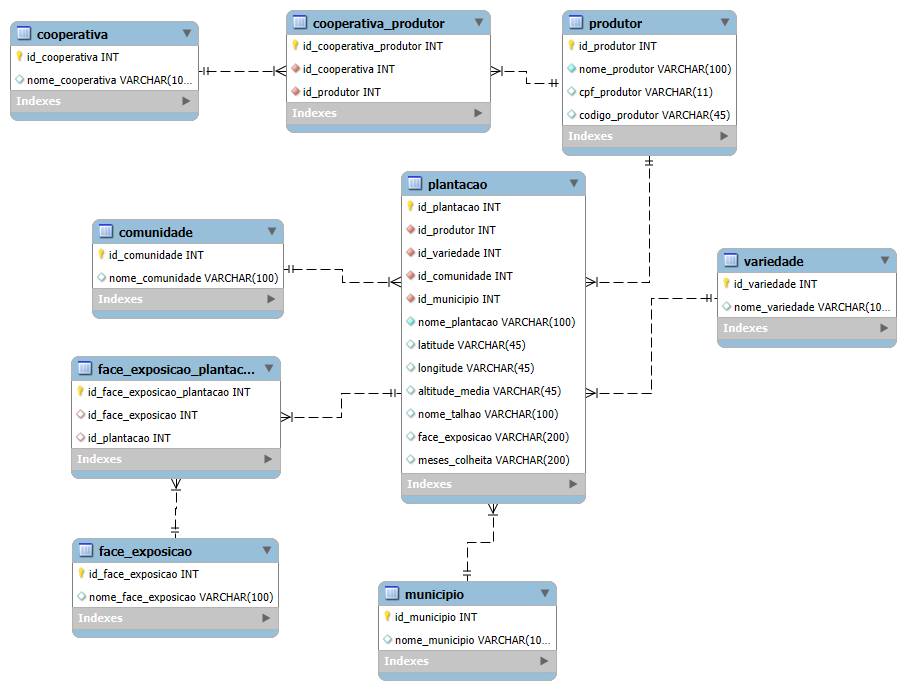 cooperativa
id_cooperativa INT
nome_cooperativa VARCHAR(10...
Indexes
cooperativa_produtor
id_cooperativa_produtor INT
id_cooperativa INT
id_produtor INT
Indexes
produtor
id_produtor INT
nome_produtor VARCHAR(100)
cpf_produtor VARCHAR(11)
codigo_produtor VARCHAR(45)
Indexes
plantacao
id_plantacao INT
id_produtor INT
id_variedade INT
id_comunidade INT
id_municipio INT
nome_plantacao VARCHAR(100)
latitude VARCHAR(45)
longitude VARCHAR(45)
altitude_media VARCHAR(45)
nome_talhao VARCHAR(100)
face_exposicao VARCHAR(200)
meses_colheita VARCHAR(200)
Indexes
comunidade
id_comunidade INT
nome_comunidade VARCHAR(100)
Indexes
variedade
id_variedade INT
nome_variedade VARCHAR(10...
Indexes
face_exposicao_plantac...
id_face_exposicao_plantacao INT
id_face_exposicao INT
id_plantacao INT
Indexes
face_exposicao
id_face_exposicao INT
nome_face_exposicao VARCHAR(100)
Indexes
municipio
id_municipio INT
nome_municipio VARCHAR(10...
Indexes